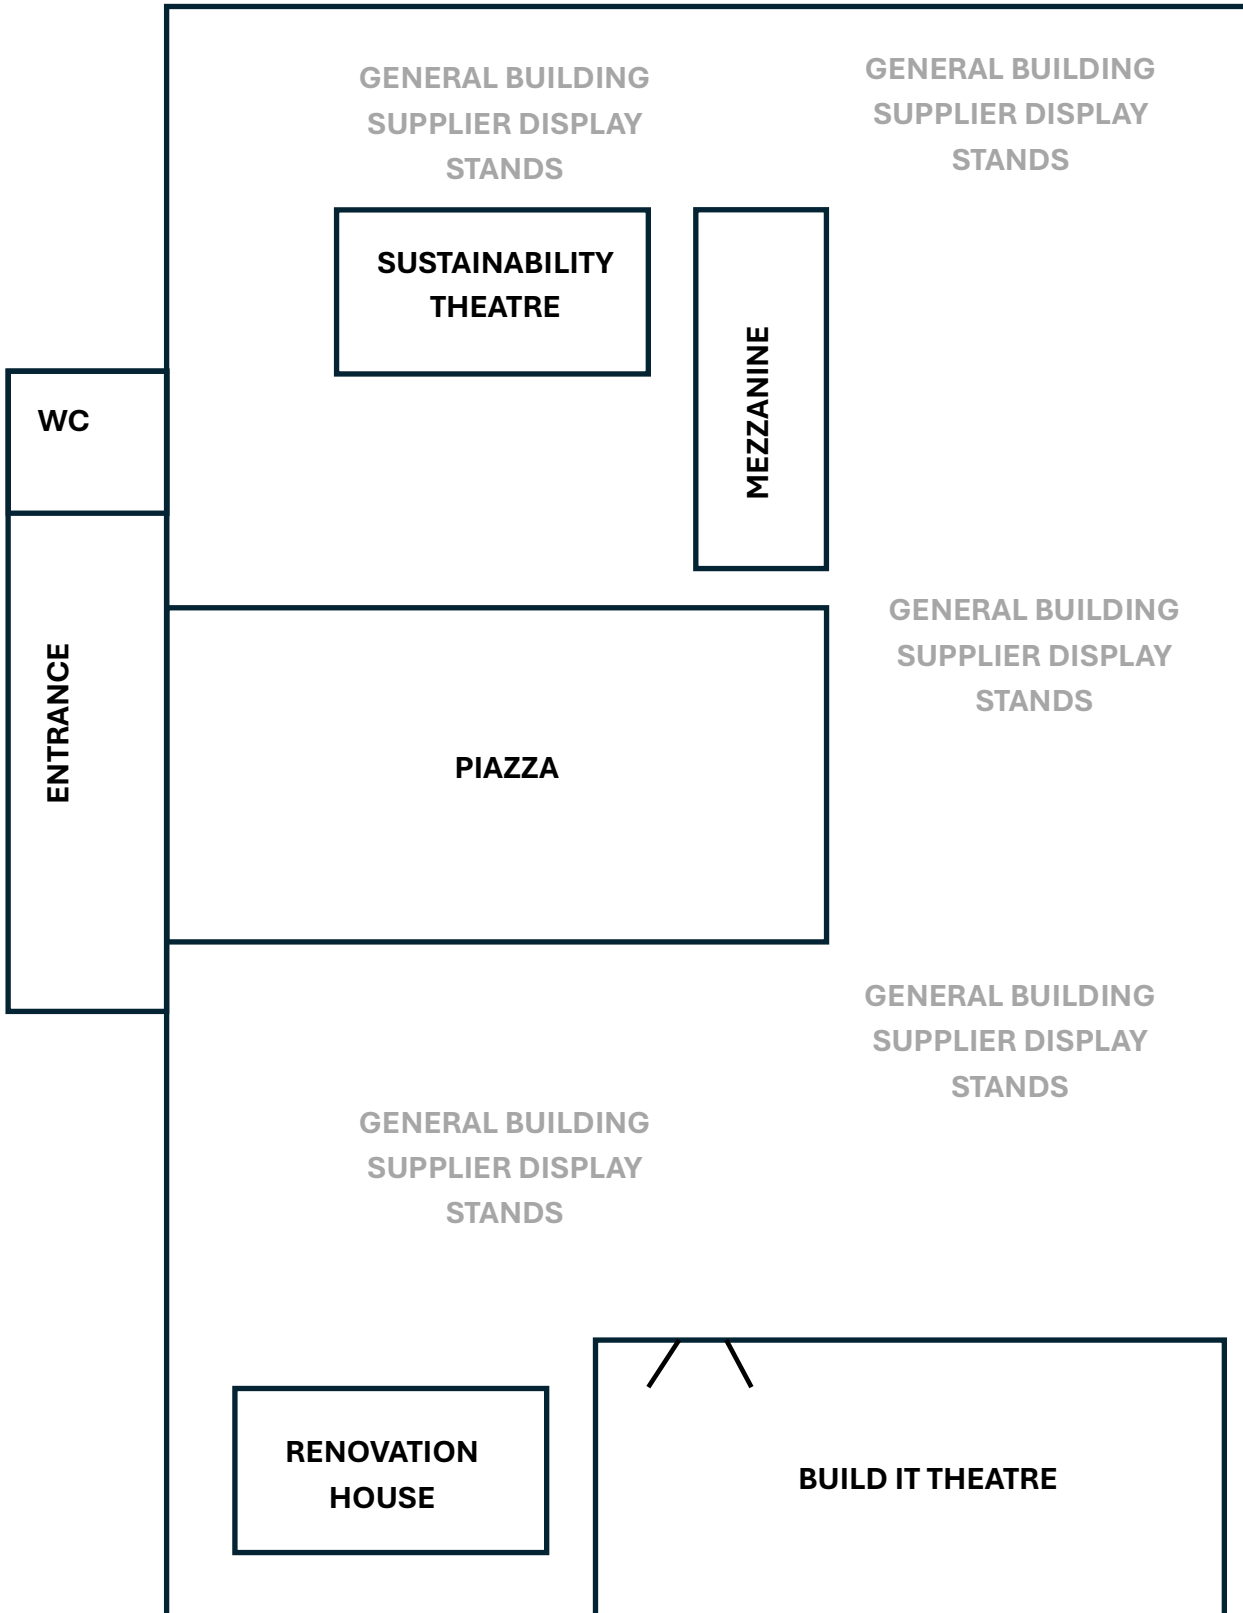 GENERAL BUILDING
SUPPLIER DISPLAY
STANDS
GENERAL BUILDING
SUPPLIER DISPLAY
STANDS
SUSTAINABILITY
THEATRE
MEZZANINE
WC
ENTRANCE
PIAZZA
GENERAL BUILDING
SUPPLIER DISPLAY
STANDS
GENERAL BUILDING
SUPPLIER DISPLAY
STANDS
GENERAL BUILDING
SUPPLIER DISPLAY
STANDS
RENOVATION
HOUSE
BUILD IT THEATRE